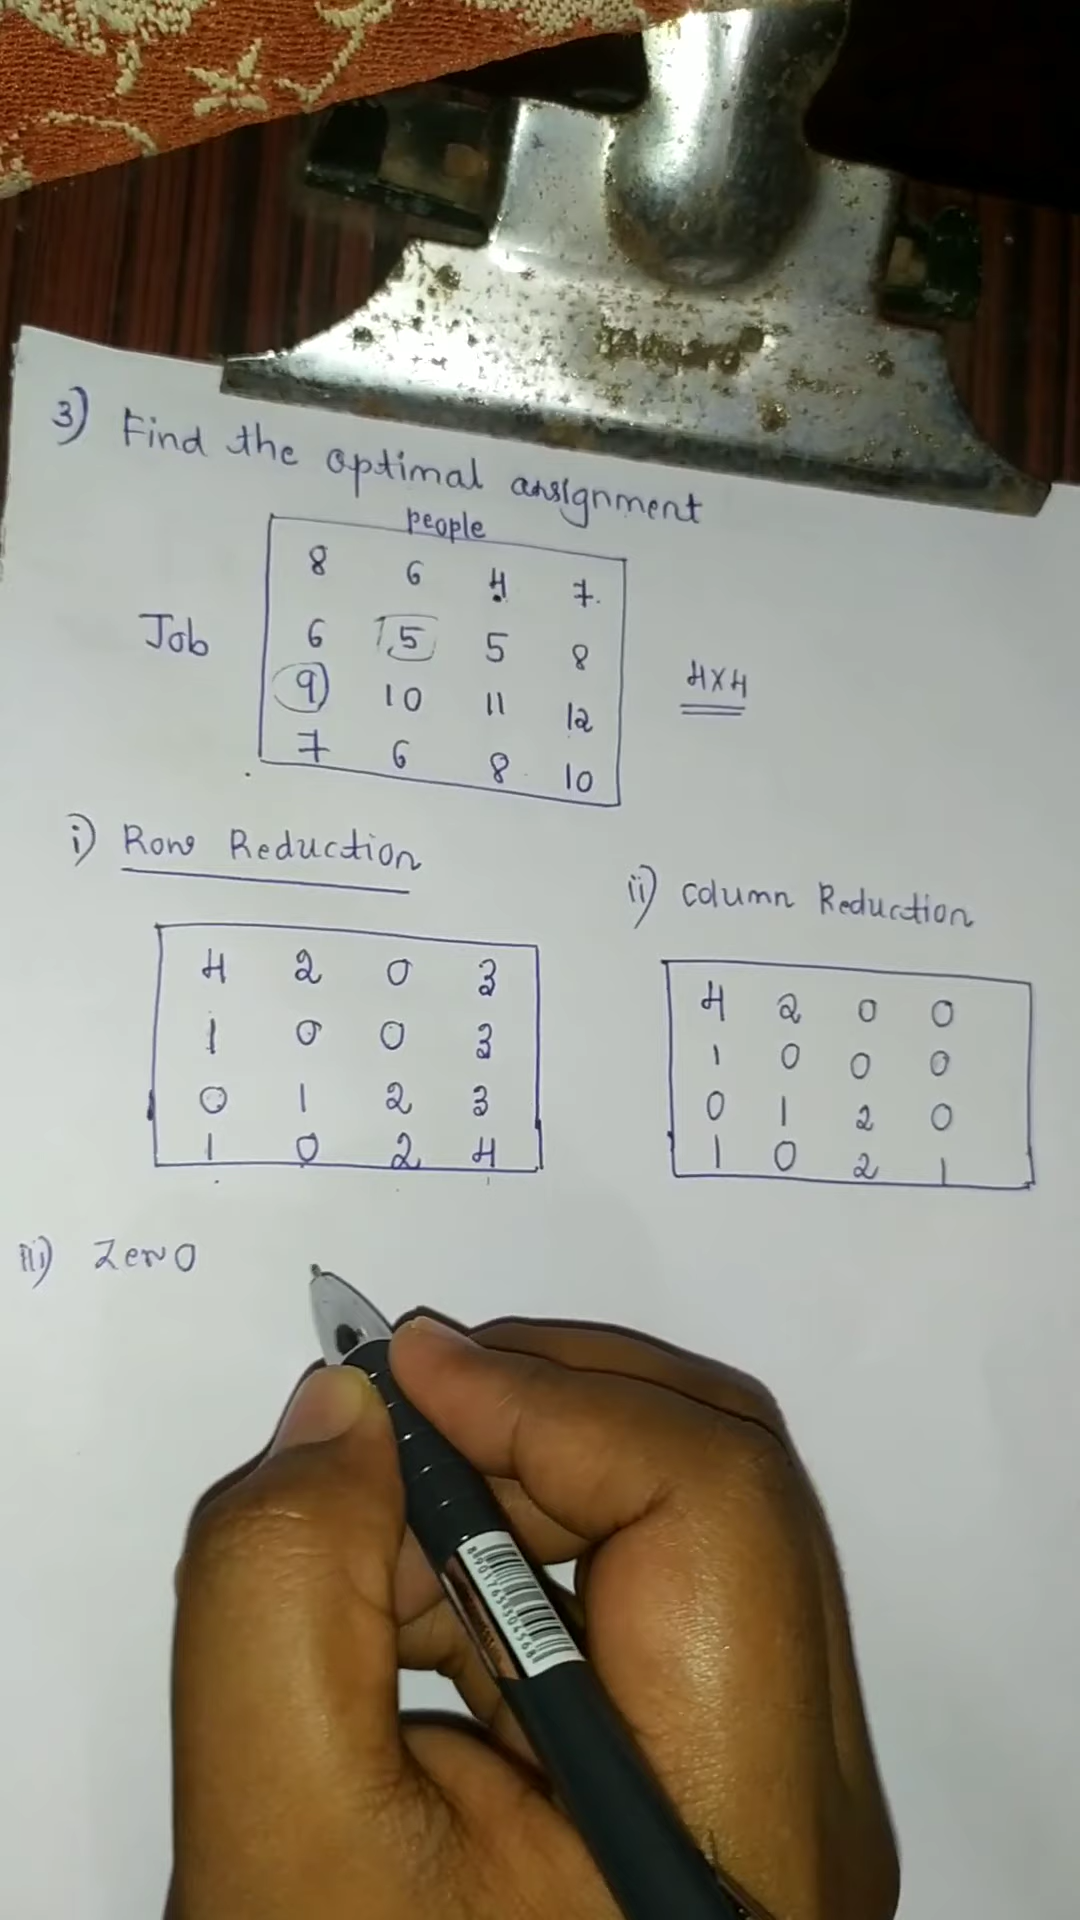 3) Find the optimal assignment
people
8 6 4 7.
Job
6 5 5 8
4X4
9 10 11 12
7 6 8 10
i) Row Reduction
ii) Column Reduction
4 2 0 3
1 0 0 3
0 1 2 3
1 0 2 4
4 2 0 0
1 0 0 0
0 1 2 0
1 0 2 1
iii) Zero